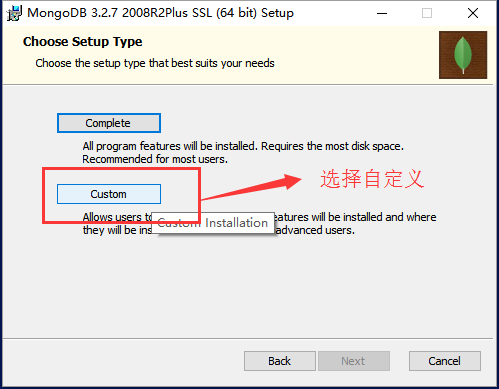 MongoDB 3.2.7 2008R2Plus SSL (64 bit) Setup
Choose Setup Type
Choose the setup type that best suits your needs
Complete
All program features will be installed. Requires the most disk space.
Recommended for most users.
Custom
选择自定义
Allows users to eatures will be installed and where
Custom Installation
they will be ins advanced users.
Back
Next
Cancel